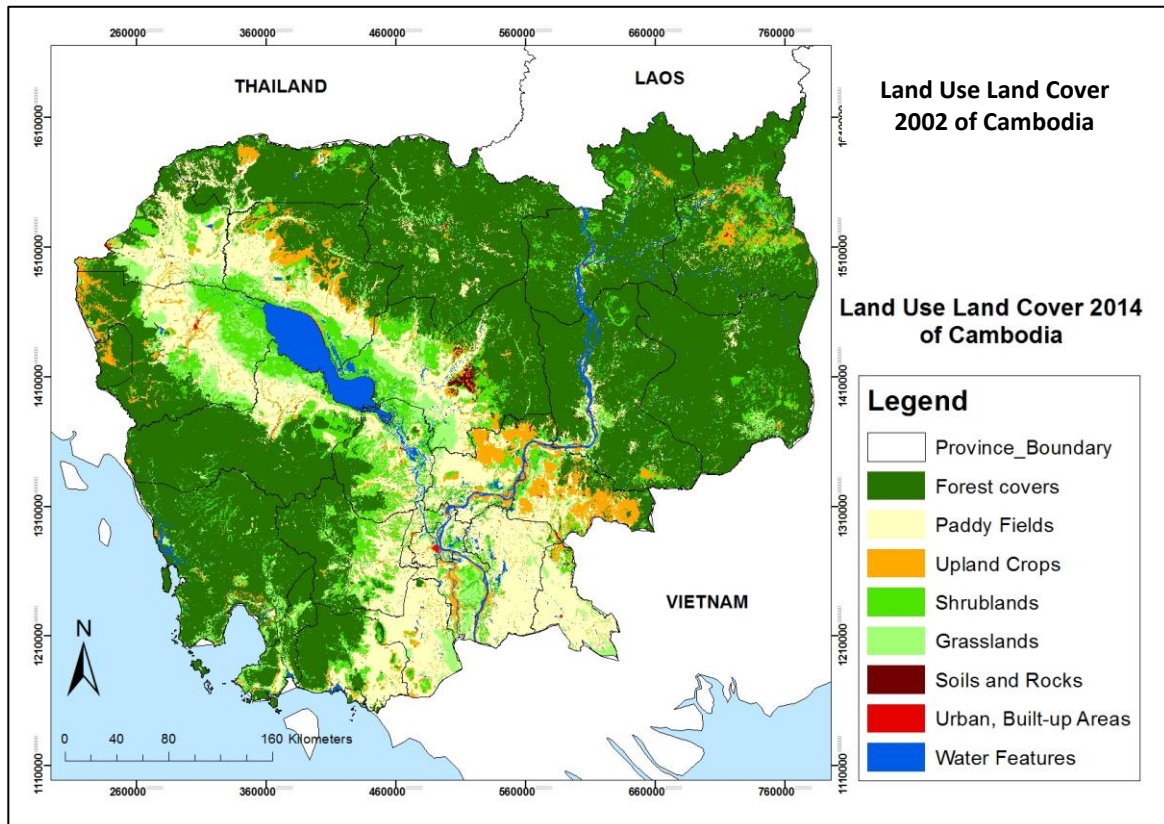 260000 360000 460000 560000 660000 760000
THAILAND
LAOS
VIETNAM
1610000
1510000
1410000
1310000
1210000
1110000
1510000
1410000
1310000
1210000
1110000
N
0 40 80 160 Kilometers
260000 360000 460000 560000 660000 760000
Land Use Land Cover
2002 of Cambodia
Land Use Land Cover 2014
of Cambodia
Legend
Province_Boundary
Forest covers
Paddy Fields
Upland Crops
Shrublands
Grasslands
Soils and Rocks
Urban, Built-up Areas
Water Features